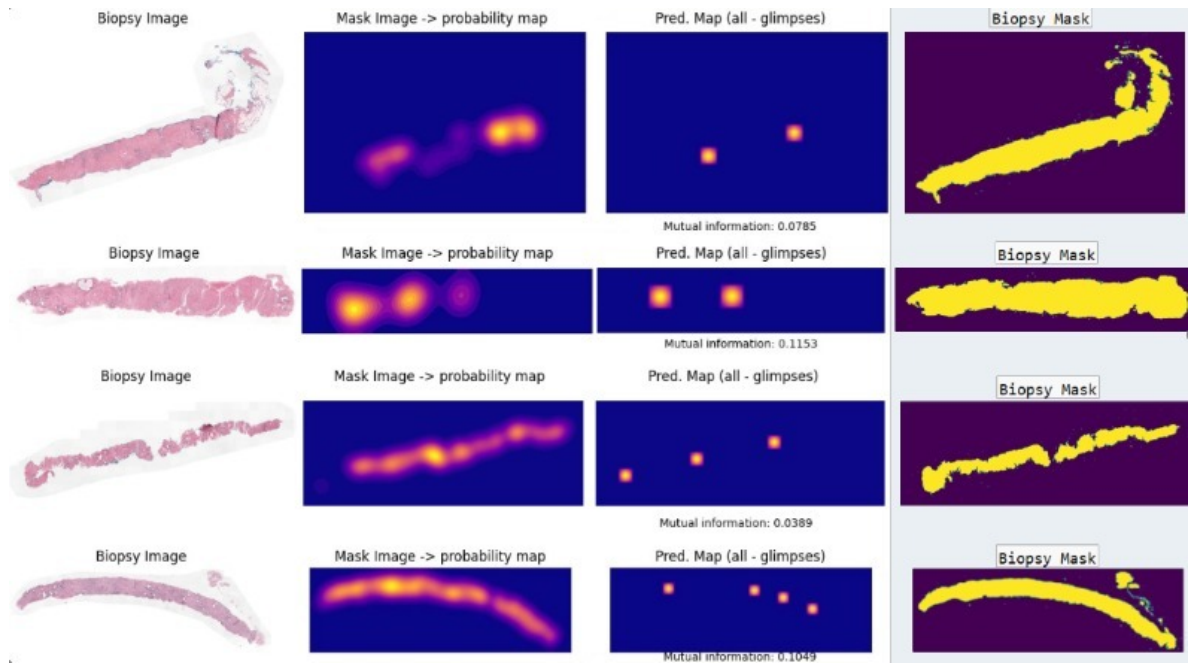 Biopsy Image
Mask Image -> probability map
Pred. Map (all - glimpses)
Biopsy Mask
Mutual information: 0.0785
Biopsy Image
Mask Image -> probability map
Pred. Map (all - glimpses)
Biopsy Mask
Mutual information: 0.1153
Biopsy Image
Mask Image -> probability map
Pred. Map (all - glimpses)
Biopsy Mask
Mutual information: 0.0389
Biopsy Image
Mask Image -> probability map
Pred. Map (all - glimpses)
Biopsy Mask
Mutual information: 0.1049